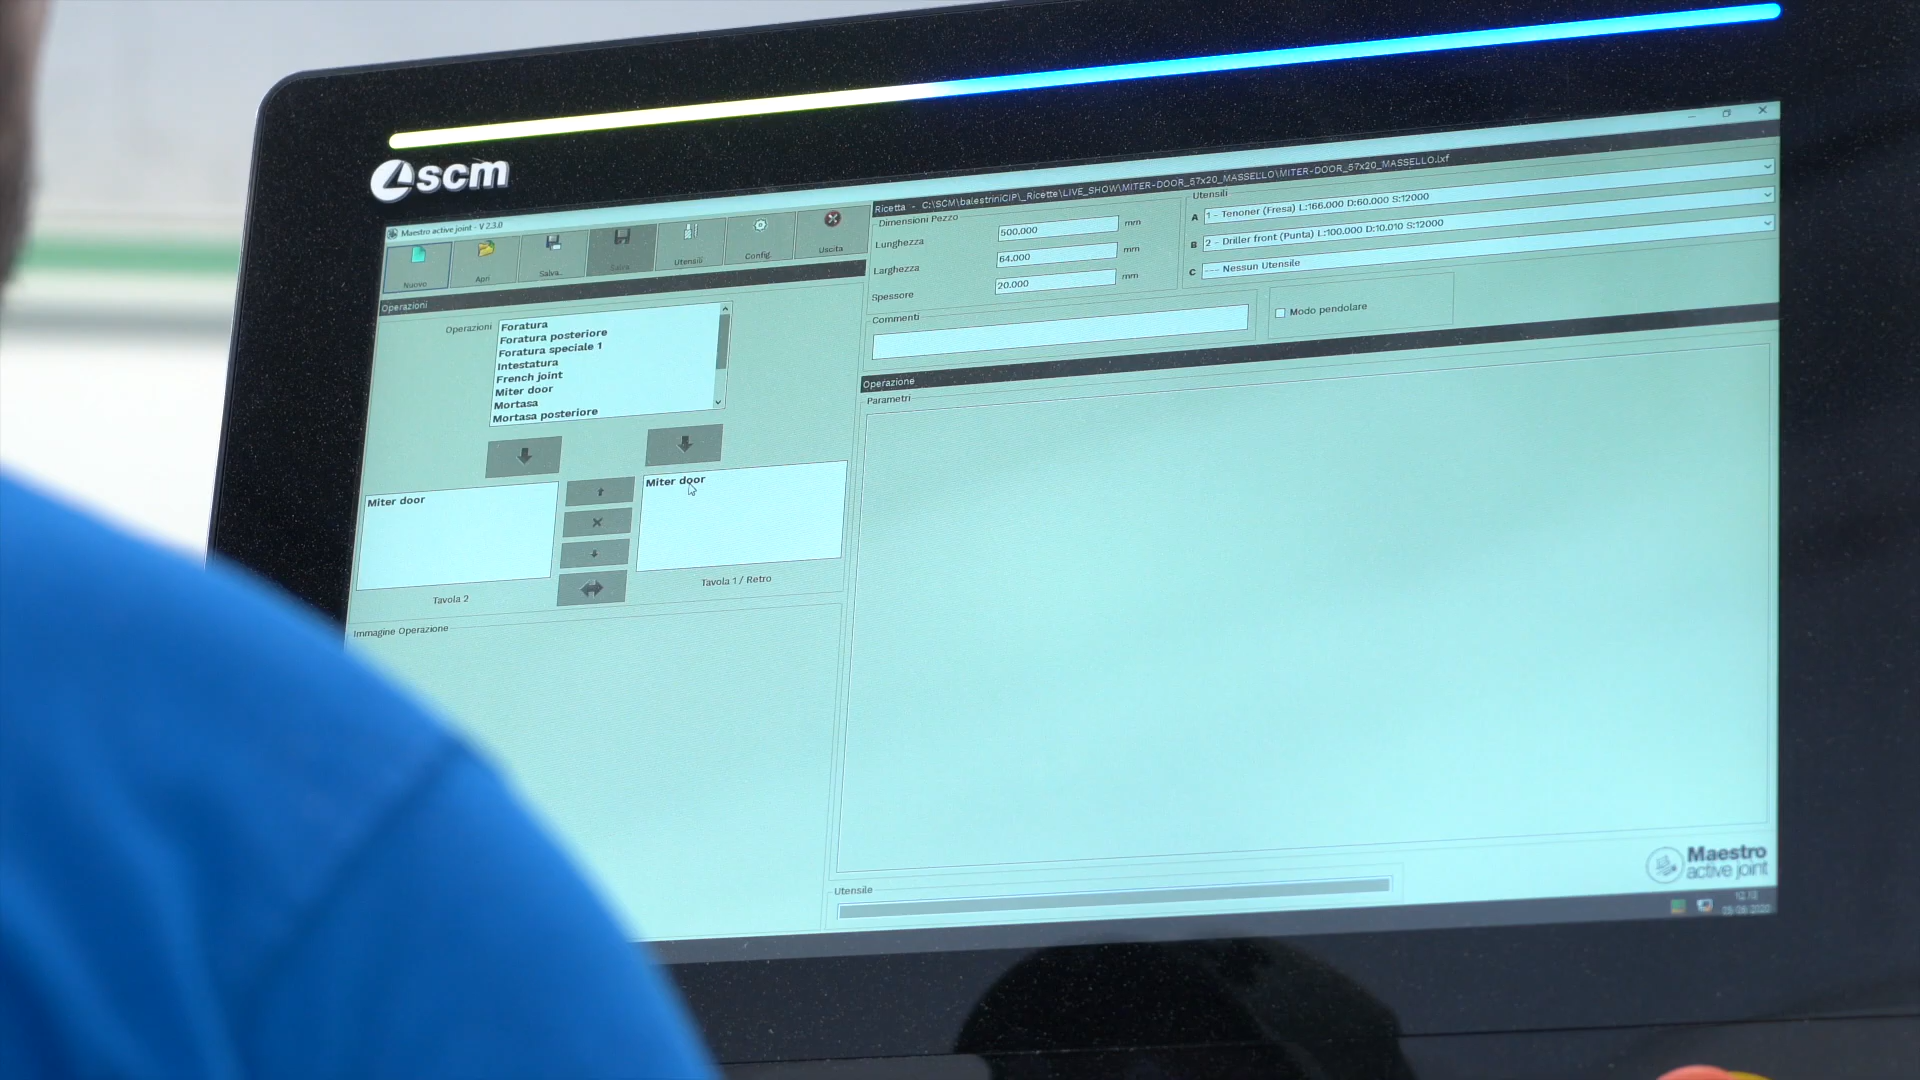 scm
Maestro active joint - V 2.3.0
Nuovo
Apri
Salva..
Salva
Utensili
Config.
Uscita
Operazioni
Operazioni
Foratura
Foratura posteriore
Foratura speciale 1
Intestatura
French joint
Miter door
Mortasa
Mortasa posteriore
Miter door
Miter door
Tavola 2
Tavola 1 / Retro
Immagine Operazione
Ricetta - C:\SCM\balestrini\CIP\_Ricette\LIVE_SHOW\MITER-DOOR_57x20_MASSELLO\MITER-DOOR_57x20_MASSELLO.lxf
Dimensioni Pezzo
Lunghezza 500.000 mm
Larghezza 64.000 mm
Spessore 20.000 mm
Utensili
A 1 - Tenoner (Fresa) L:166.000 D:60.000 S:12000
B 2 - Driller front (Punta) L:100.000 D:10.010 S:12000
C --- Nessun Utensile
Commenti
Modo pendolare
Operazione
Parametri
Utensile
Maestro
active joint